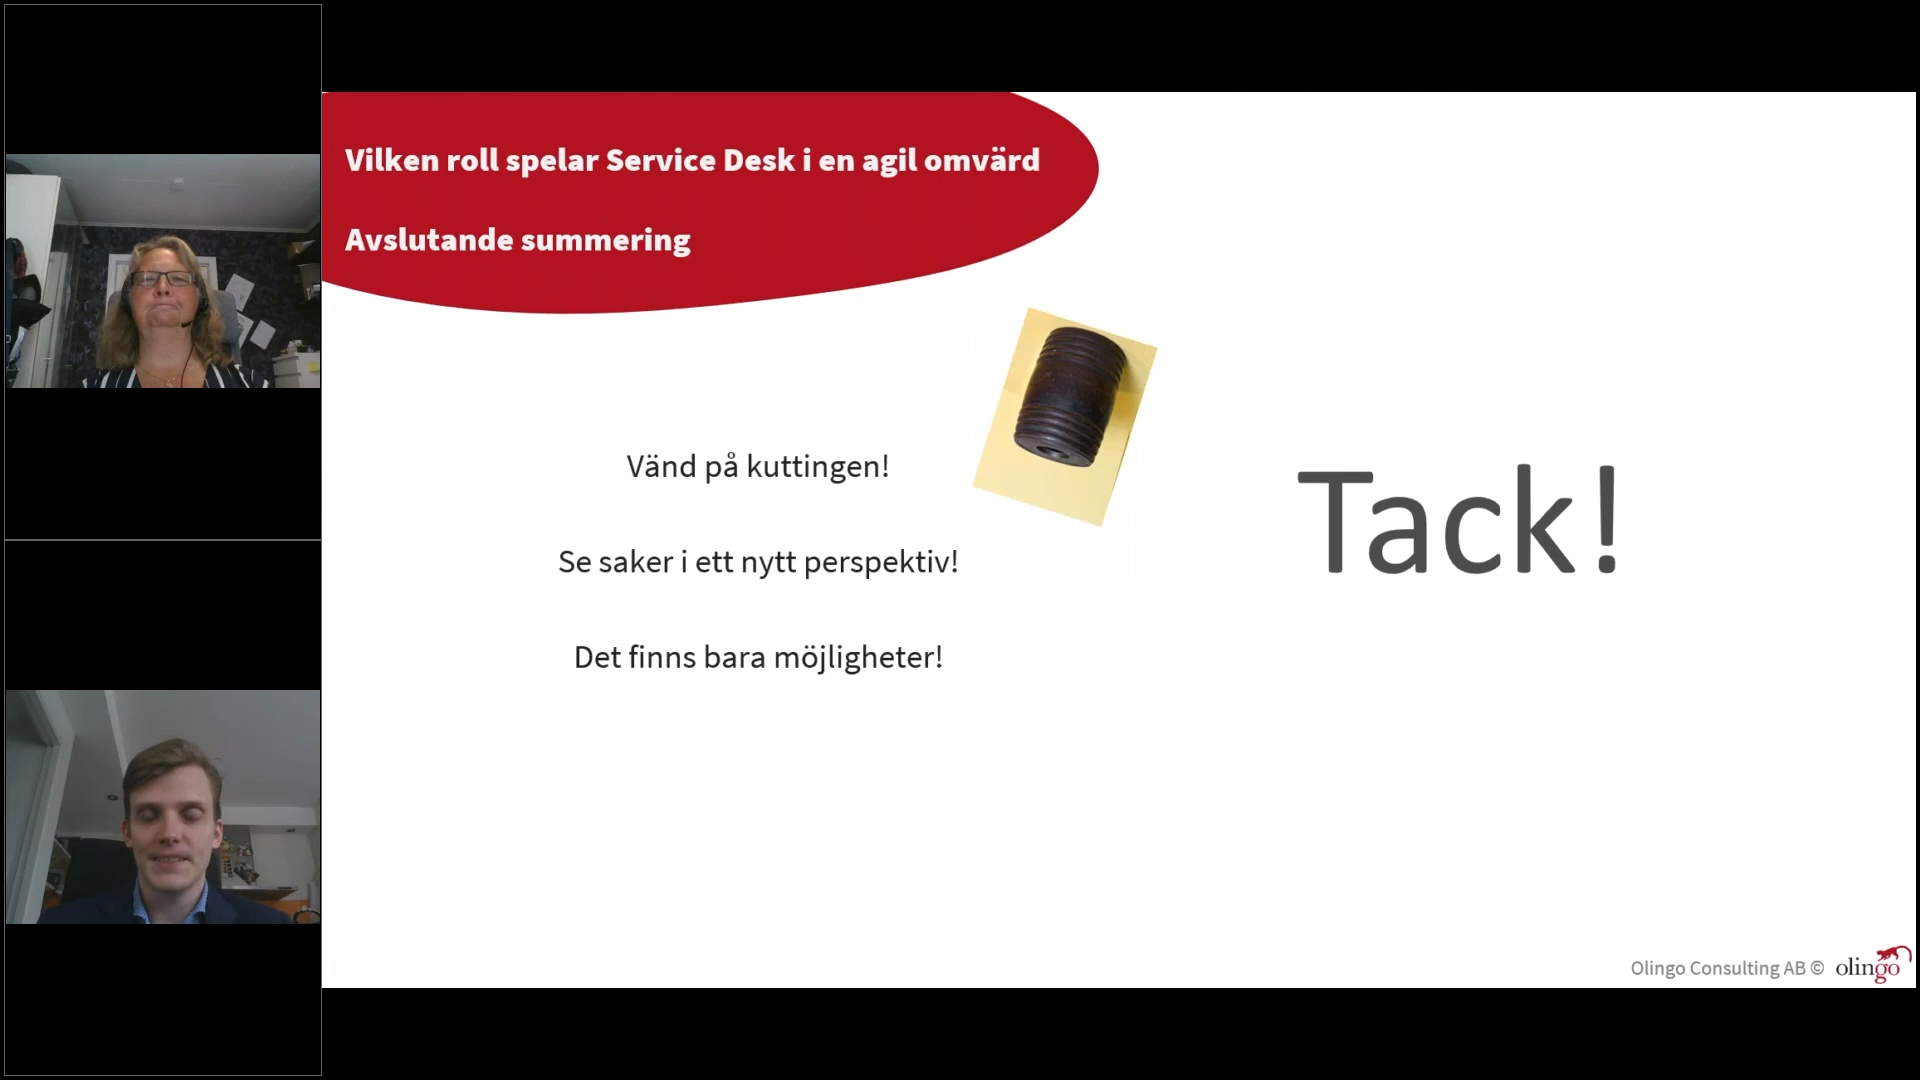 Vilken roll spelar Service Desk i en agil omvärd
Avslutande summering
Vänd på kuttingen!
Se saker i ett nytt perspektiv!
Det finns bara möjligheter!
Tack!
Olingo Consulting AB ©
olingo